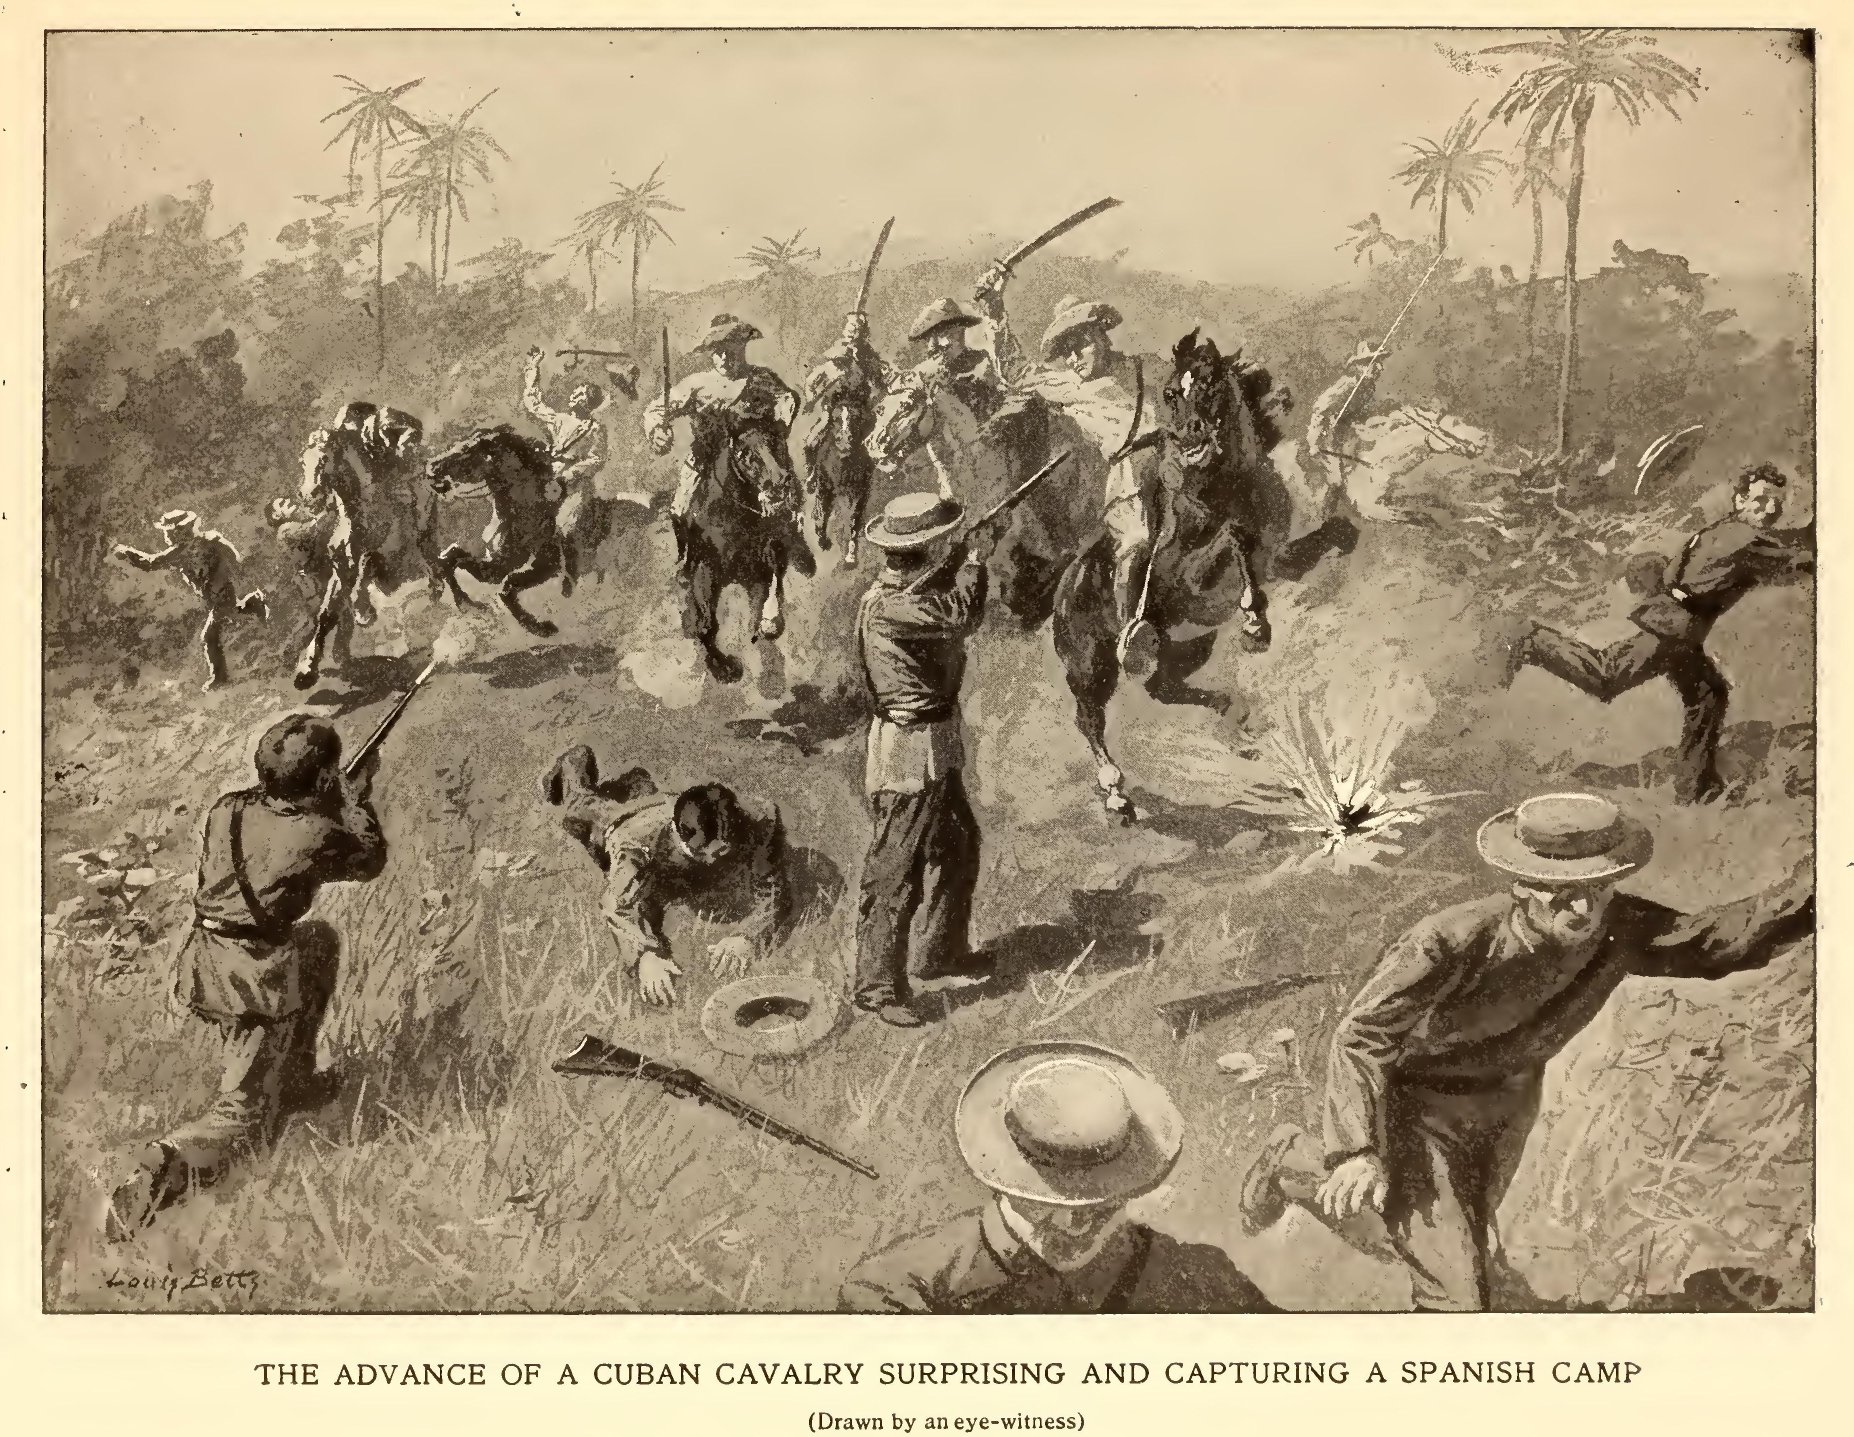 Louis Betts
THE ADVANCE OF A CUBAN CAVALRY SURPRISING AND CAPTURING A SPANISH CAMP
(Drawn by an eye-witness)